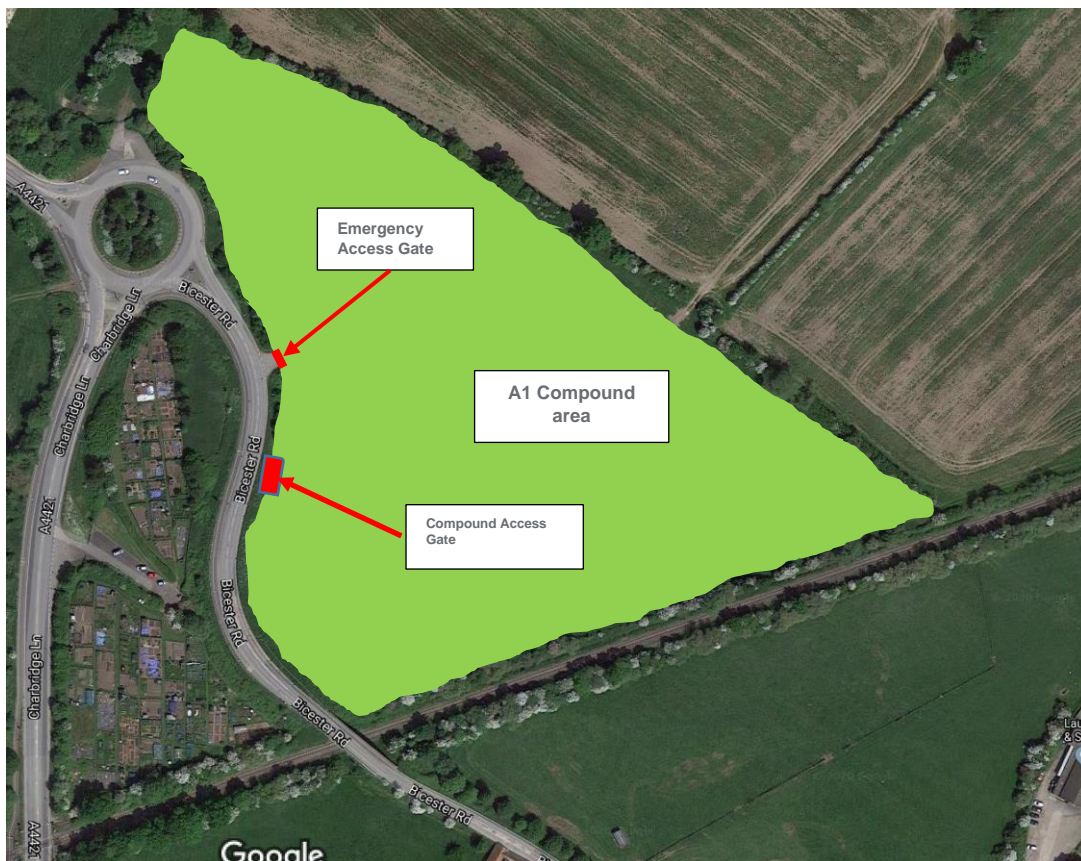 A4421
Emergency
Access Gate
Bicester Rd
Charbridge Ln
Charbridge Ln
A1 Compound
area
Bicester Rd
A4421
Compound Access
Gate
Bicester Rd
Charbridge Ln
Bicester Rd
Bicester Rd
A4421
Google